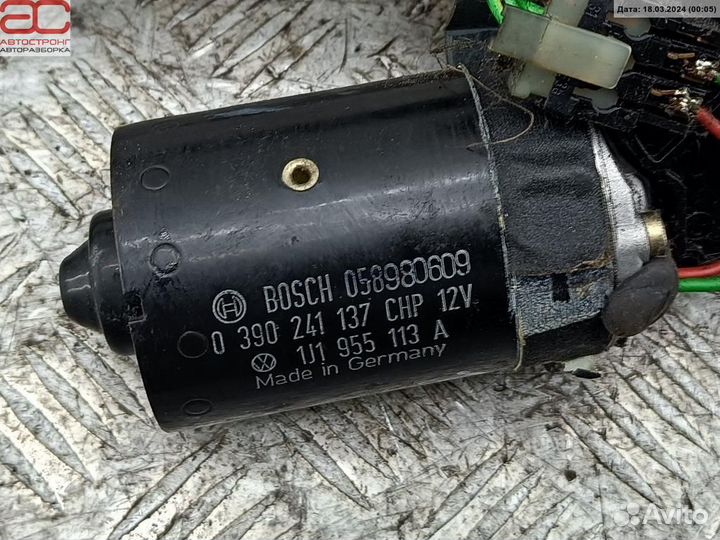 АС
АВТОСТРОНГ
АВТОРАЗБОРКА
Дата: 18.03.2024 (00:05)
BOSCH 058980609
0 390 241 137 CHP 12V
1J1 955 113 A
Made in Germany
Avito